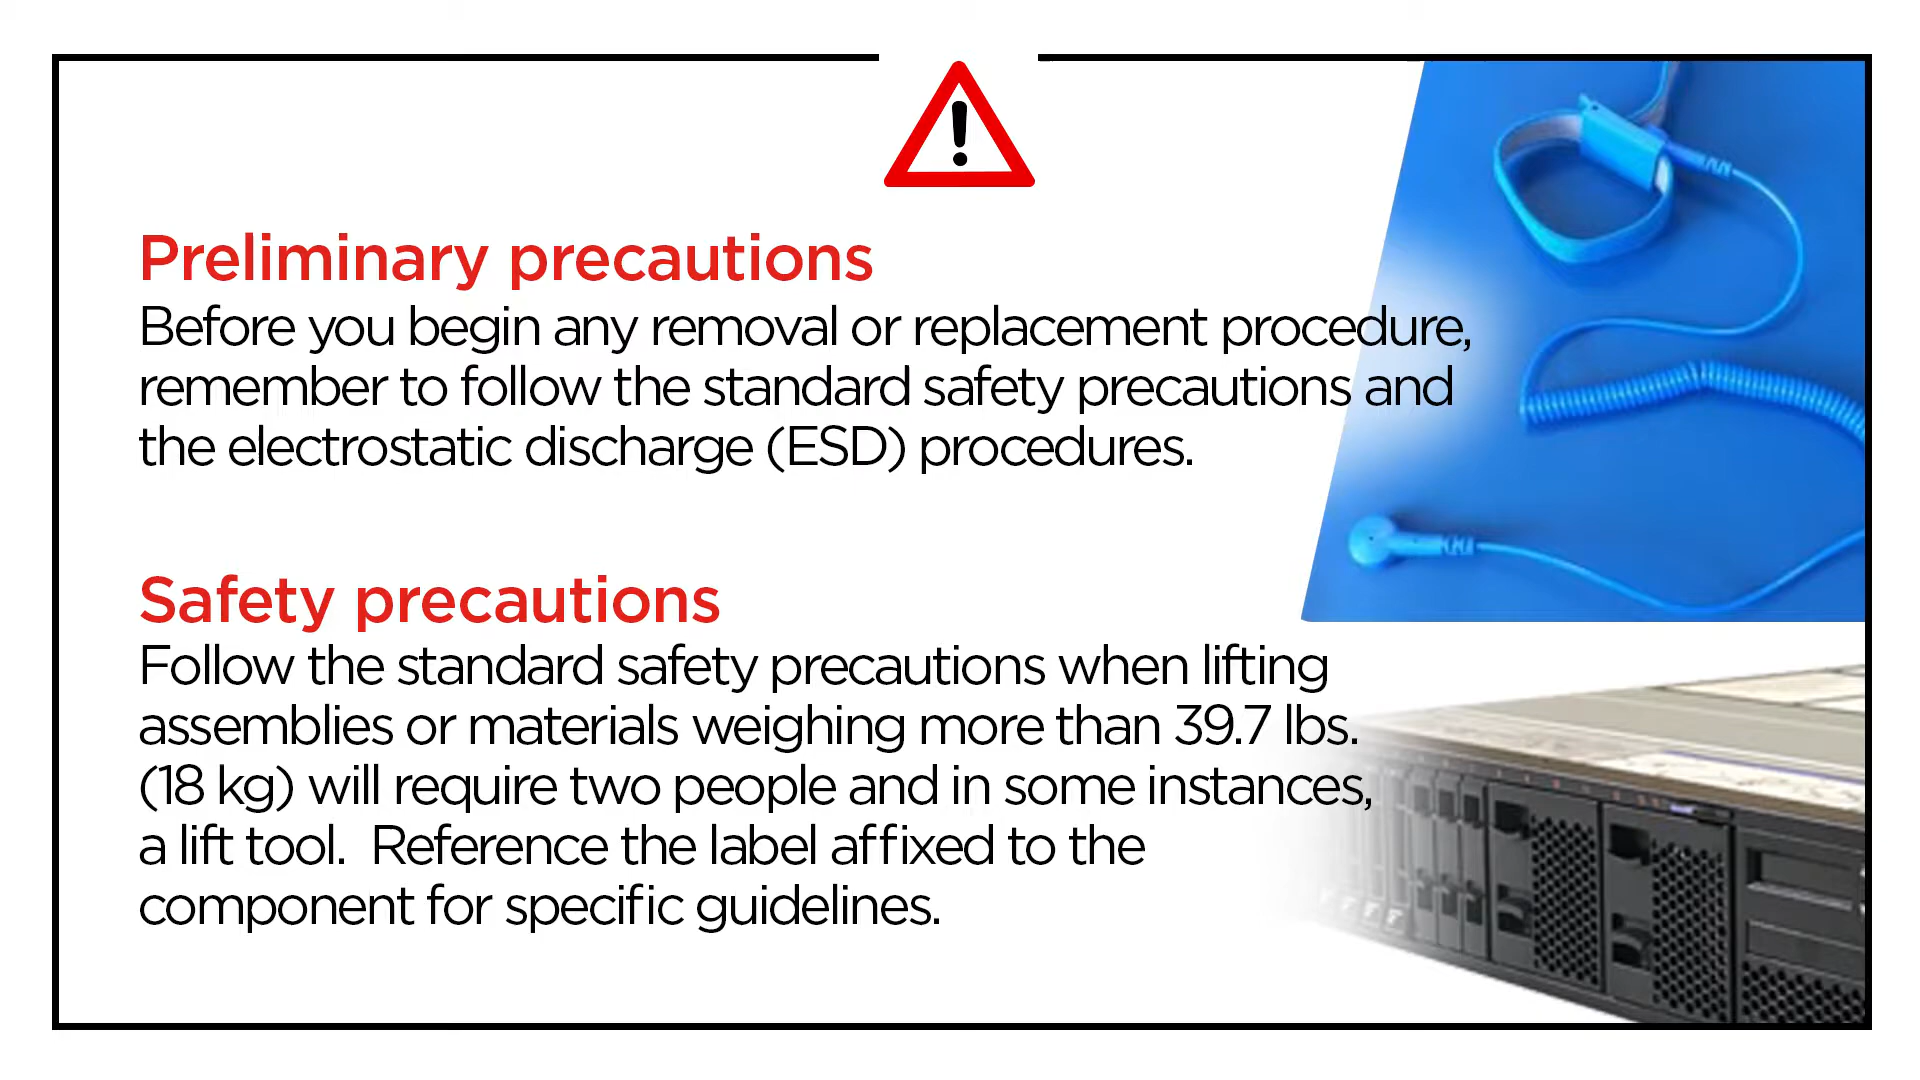 Preliminary precautions
Before you begin any removal or replacement procedure,
remember to follow the standard safety precautions and
the electrostatic discharge (ESD) procedures.
Safety precautions
Follow the standard safety precautions when lifting
assemblies or materials weighing more than 39.7 lbs.
(18 kg) will require two people and in some instances,
a lift tool.  Reference the label affixed to the
component for specific guidelines.